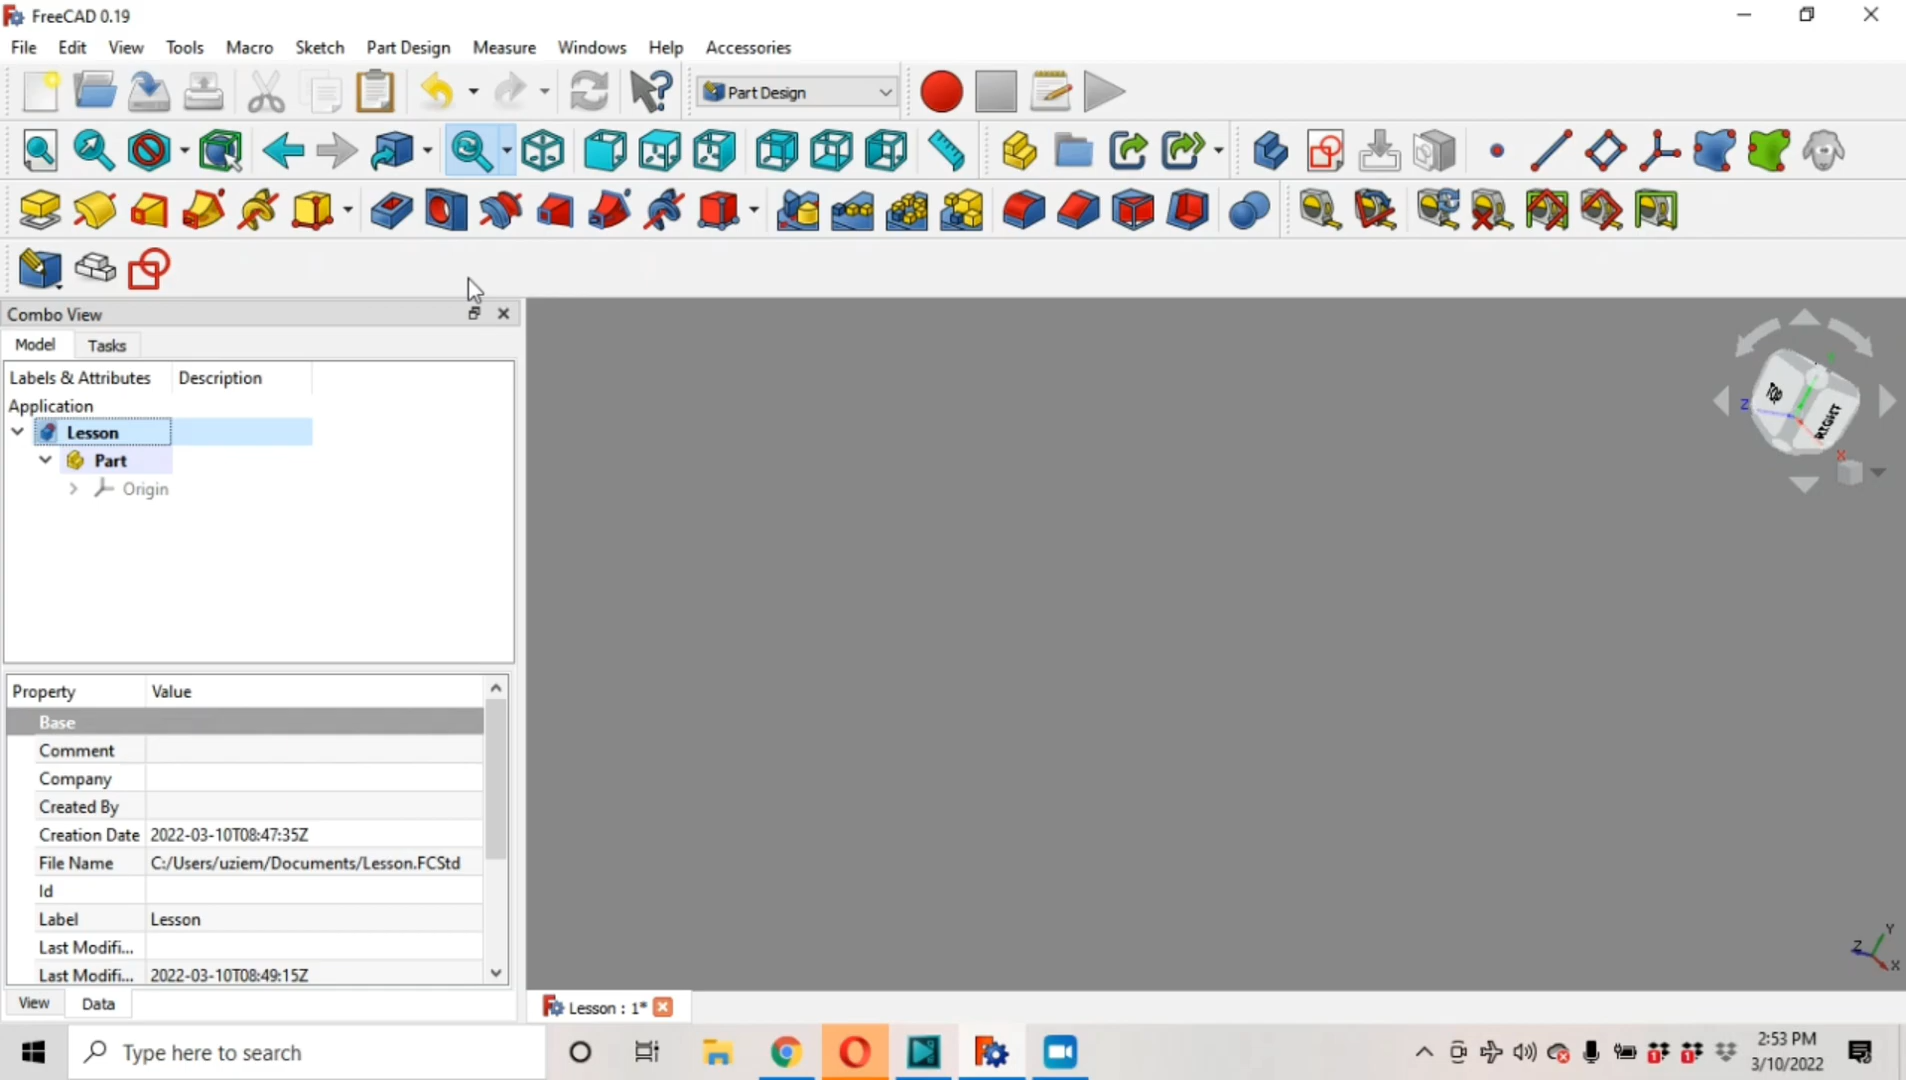 FreeCAD 0.19
File Edit View Tools Macro Sketch Part Design Measure Windows Help Accessories
Part Design
Combo View
Model Tasks
Labels & Attributes Description
Application
Lesson
Part
Origin
TOP
RIGHT
Z
X
Property Value
Base
Comment
Company
Created By
Creation Date 2022-03-10T08:47:35Z
File Name C:/Users/uziem/Documents/Lesson.FCStd
Id
Label Lesson
Last Modifi...
Last Modifi... 2022-03-10T08:49:15Z
Y
Z
X
View Data
Lesson : 1*
Type here to search
2:53 PM
3/10/2022